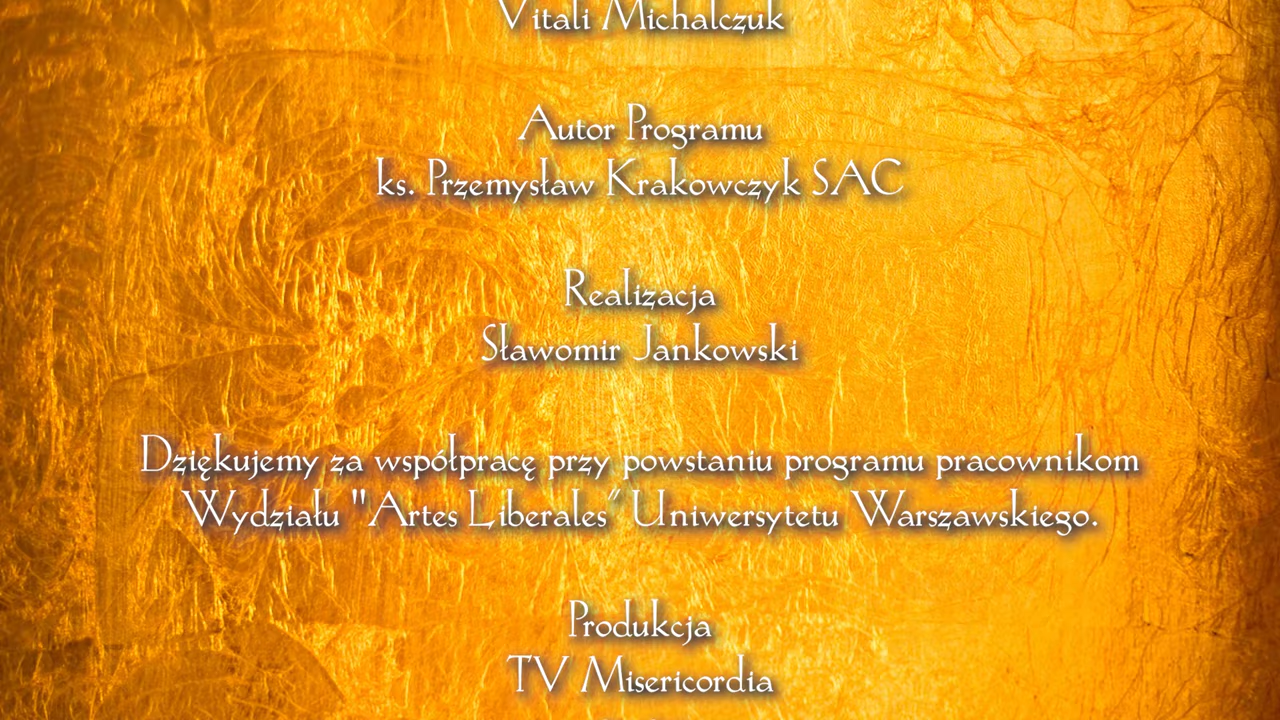 Vitali Michalczuk
Autor Programu
ks. Przemysław Krakowczyk SAC
Realizacja
Sławomir Jankowski
Dziękujemy za współpracę przy powstaniu programu pracownikom
Wydziału "Artes Liberales” Uniwersytetu Warszawskiego.
Produkcja
TV Misericordia